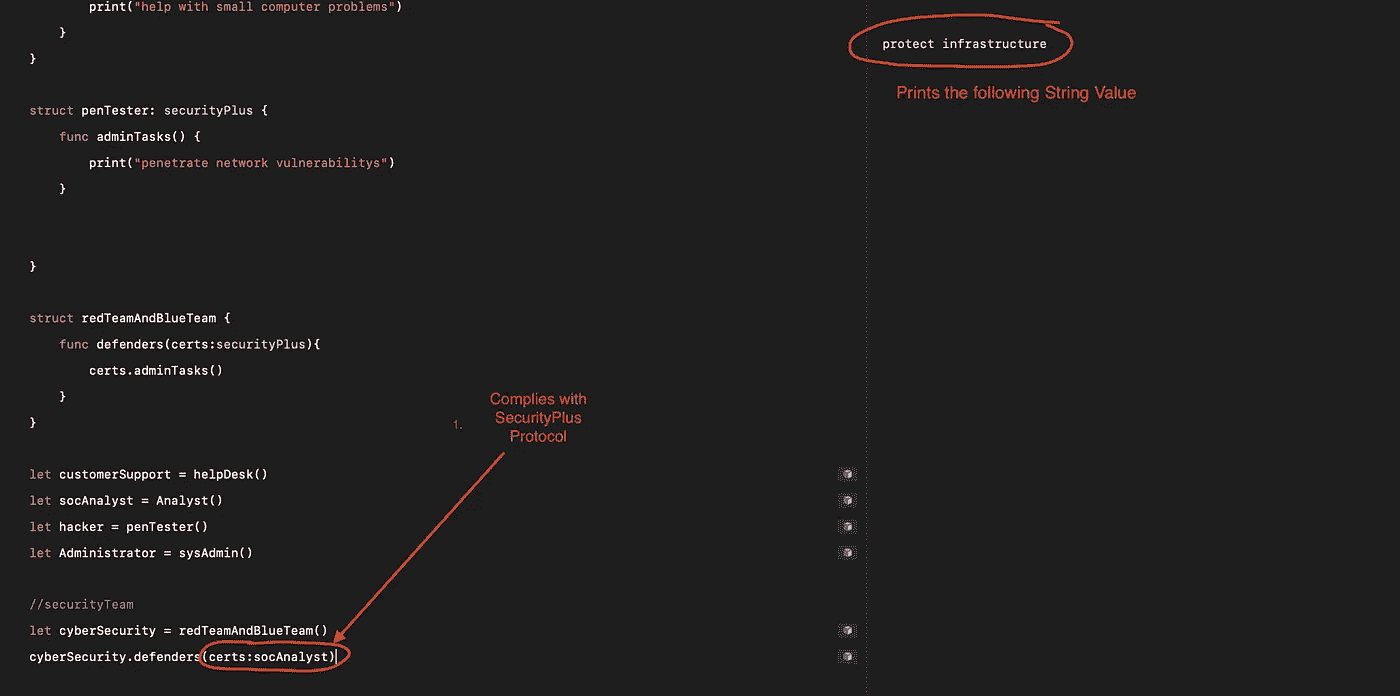 print("help with small computer problems")
}
}
struct penTester: securityPlus {
func adminTasks() {
print("penetrate network vulnerabilitys")
}
}
struct redTeamAndBlueTeam {
func defenders(certs:securityPlus){
certs.adminTasks()
}
}
let customerSupport = helpDesk()
let socAnalyst = Analyst()
let hacker = penTester()
let Administrator = sysAdmin()
//securityTeam
let cyberSecurity = redTeamAndBlueTeam()
cyberSecurity.defenders(certs:socAnalyst)
1.
Complies with
SecurityPlus
Protocol
protect infrastructure
Prints the following String Value